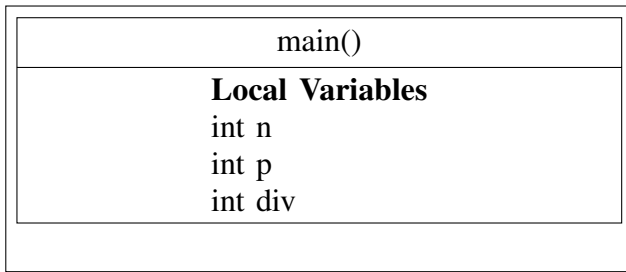 main()
Local Variables
int n
int p
int div